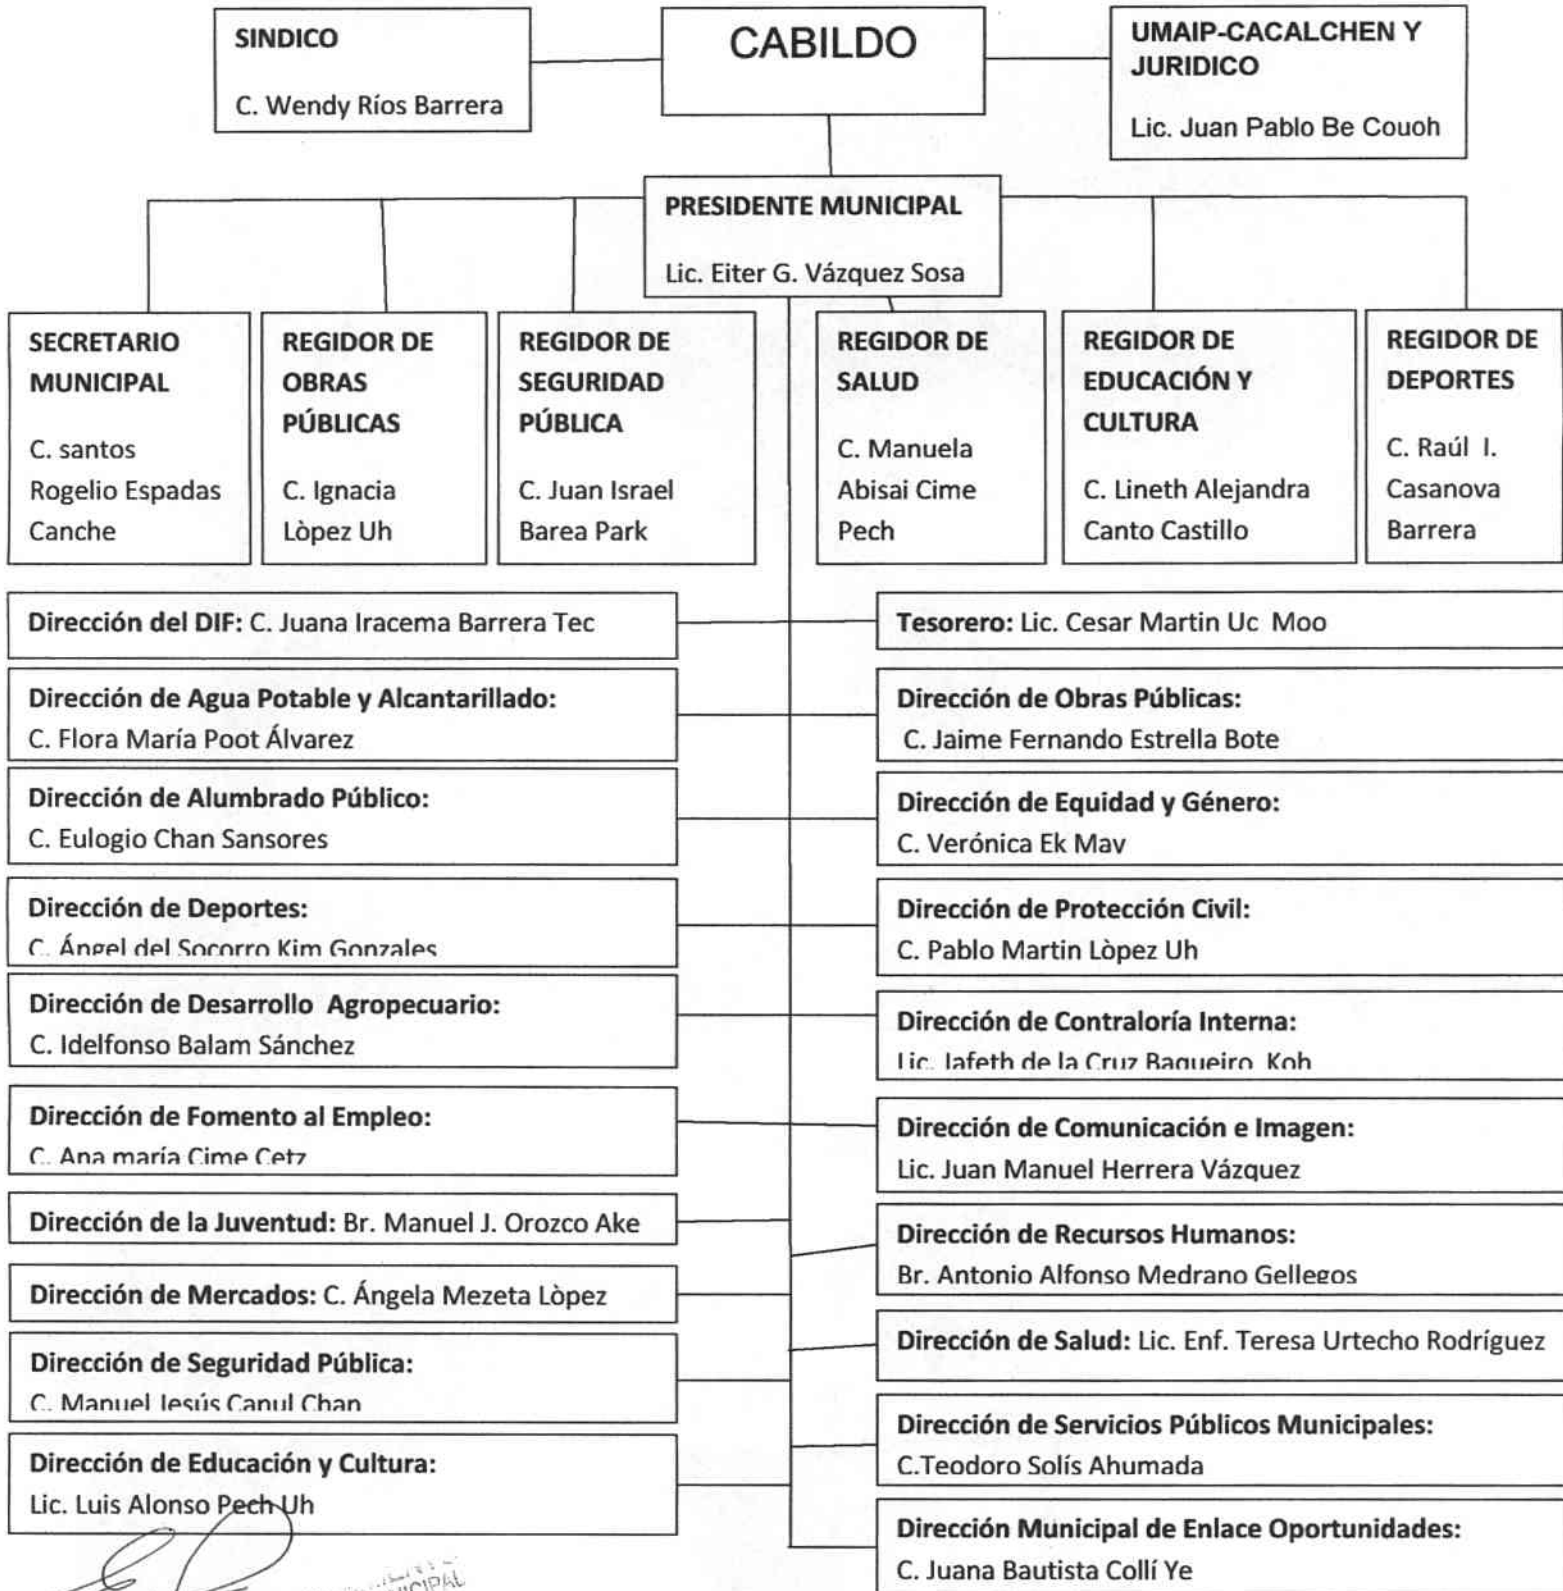 SINDICO
C. Wendy Ríos Barrera
CABILDO
UMAIP-CACALCHEN Y
JURIDICO
Lic. Juan Pablo Be Couoh
PRESIDENTE MUNICIPAL
Lic. Eiter G. Vázquez Sosa
SECRETARIO
MUNICIPAL
C. santos
Rogelio Espadas
Canche
REGIDOR DE
OBRAS
PÚBLICAS
C. Ignacia
Lòpez Uh
REGIDOR DE
SEGURIDAD
PÚBLICA
C. Juan Israel
Barea Park
REGIDOR DE
SALUD
C. Manuela
Abisai Cime
Pech
REGIDOR DE
EDUCACIÓN Y
CULTURA
C. Lineth Alejandra
Canto Castillo
REGIDOR DE
DEPORTES
C. Raúl I.
Casanova
Barrera
Dirección del DIF: C. Juana Iracema Barrera Tec
Tesorero: Lic. Cesar Martin Uc Moo
Dirección de Agua Potable y Alcantarillado:
C. Flora María Poot Álvarez
Dirección de Obras Públicas:
C. Jaime Fernando Estrella Bote
Dirección de Alumbrado Público:
C. Eulogio Chan Sansores
Dirección de Equidad y Género:
C. Verónica Ek May
Dirección de Deportes:
C. Ángel del Socorro Kim Gonzales
Dirección de Protección Civil:
C. Pablo Martin Lòpez Uh
Dirección de Desarrollo Agropecuario:
C. Idelfonso Balam Sánchez
Dirección de Contraloría Interna:
Lic. Jafeth de la Cruz Baqueiro Koh
Dirección de Fomento al Empleo:
C. Ana maría Cime Cetz
Dirección de Comunicación e Imagen:
Lic. Juan Manuel Herrera Vázquez
Dirección de la Juventud: Br. Manuel J. Orozco Ake
Dirección de Recursos Humanos:
Br. Antonio Alfonso Medrano Gellegos
Dirección de Mercados: C. Ángela Mezeta Lòpez
Dirección de Salud: Lic. Enf. Teresa Urtecho Rodríguez
Dirección de Seguridad Pública:
C. Manuel Jesús Canul Chan
Dirección de Servicios Públicos Municipales:
C.Teodoro Solís Ahumada
Dirección de Educación y Cultura:
Lic. Luis Alonso Pech Uh
Dirección Municipal de Enlace Oportunidades:
C. Juana Bautista Collí Ye